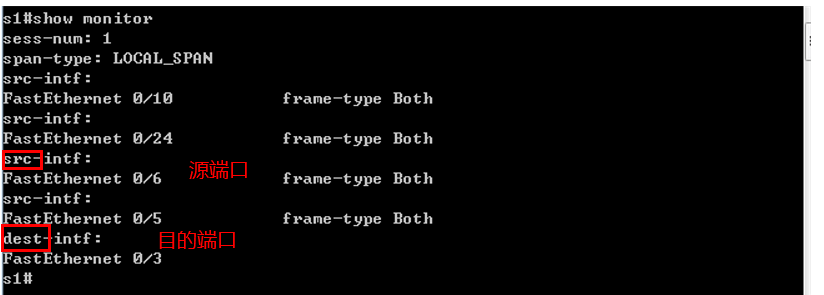 s1#show monitor
sess-num: 1
span-type: LOCAL_SPAN
src-intf:
FastEthernet 0/10 frame-type Both
src-intf:
FastEthernet 0/24 frame-type Both
src-intf:
源端口
FastEthernet 0/6 frame-type Both
src-intf:
FastEthernet 0/5 frame-type Both
dest-intf: 目的端口
FastEthernet 0/3
s1#